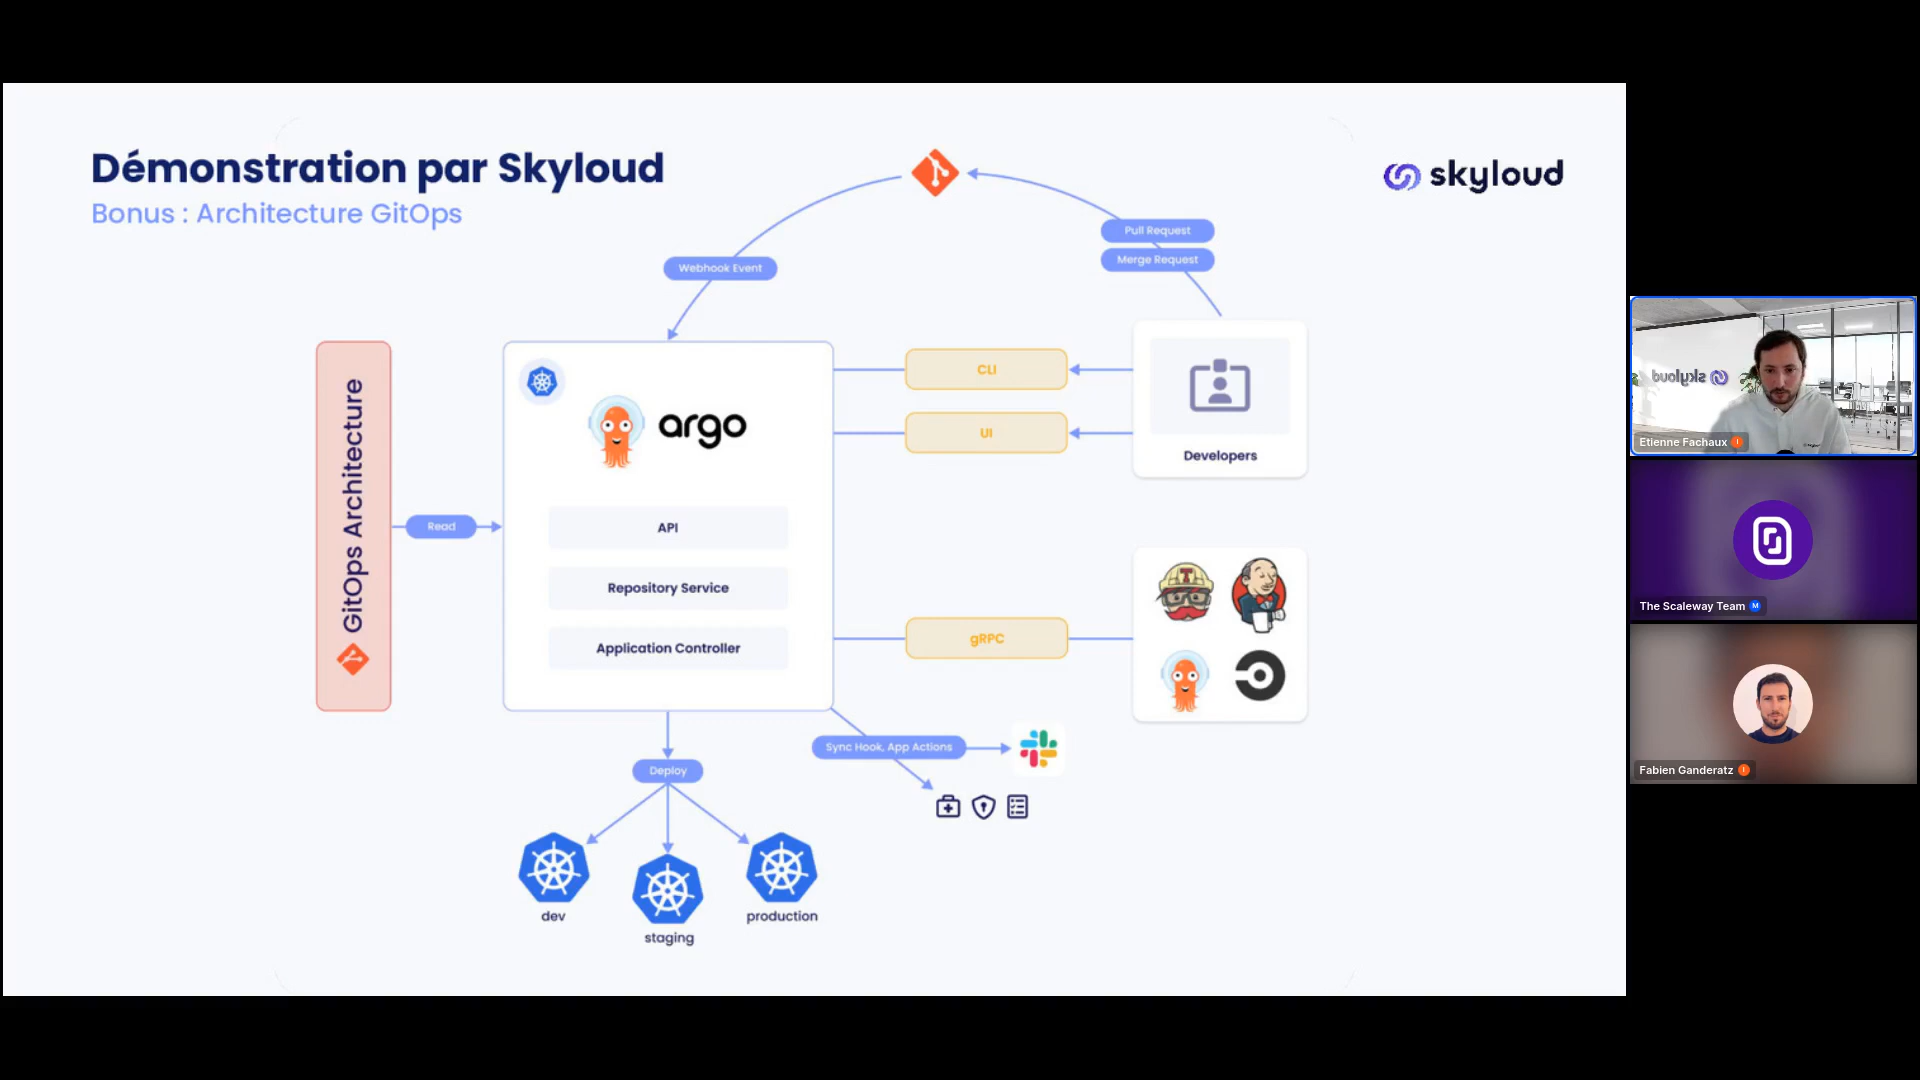 Démonstration par Skyloud
Bonus : Architecture GitOps
skyloud
Pull Request
Merge Request
Webhook Event
GitOps Architecture
Read
argo
API
Repository Service
Application Controller
CLI
UI
Developers
gRPC
Sync Hook, App Actions
Deploy
dev
staging
production
skyloud
Etienne Fachaux
The Scaleway Team
M
Fabien Ganderatz